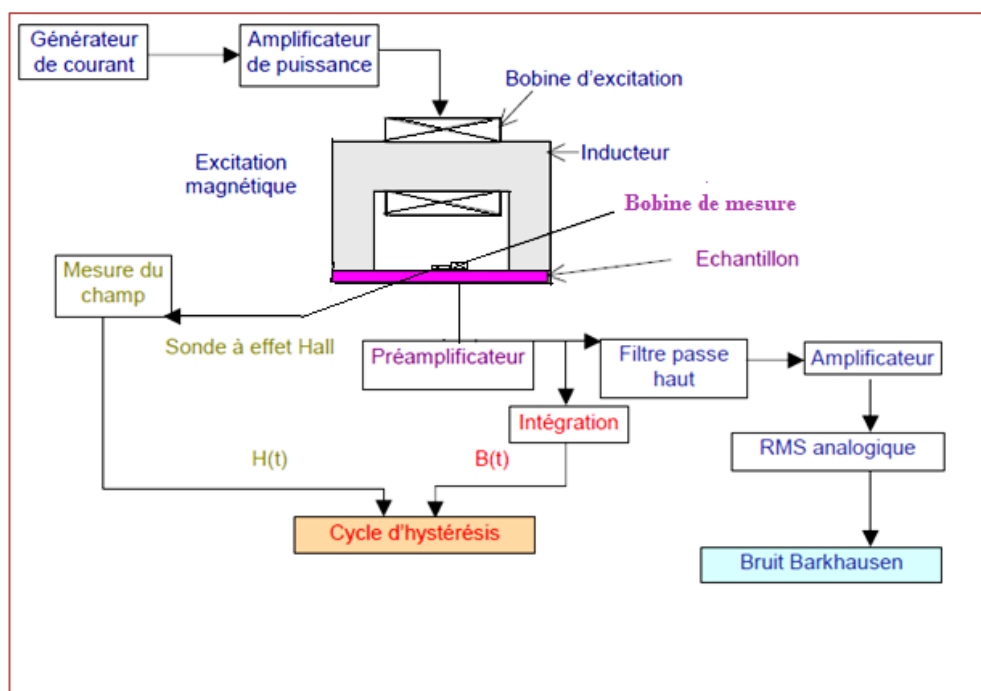 Générateur
de courant
Amplificateur
de puissance
Bobine d'excitation
Inducteur
Excitation
magnétique
Bobine de mesure
Echantillon
Mesure du
champ
Sonde à effet Hall
Préamplificateur
Filtre passe
haut
Amplificateur
Intégration
RMS analogique
H(t)
B(t)
Cycle d'hystérésis
Bruit Barkhausen